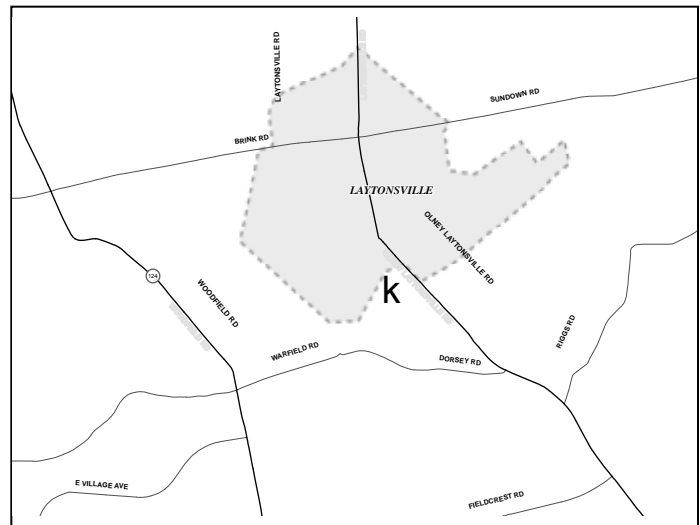 LAYTONSVILLE RD
SUNDOWN RD
BRINK RD
LAYTONSVILLE
OLNEY LAYTONSVILLE RD
k
124
WOODFIELD RD
RIGGS RD
WARFIELD RD
DORSEY RD
E VILLAGE AVE
FIELDCREST RD